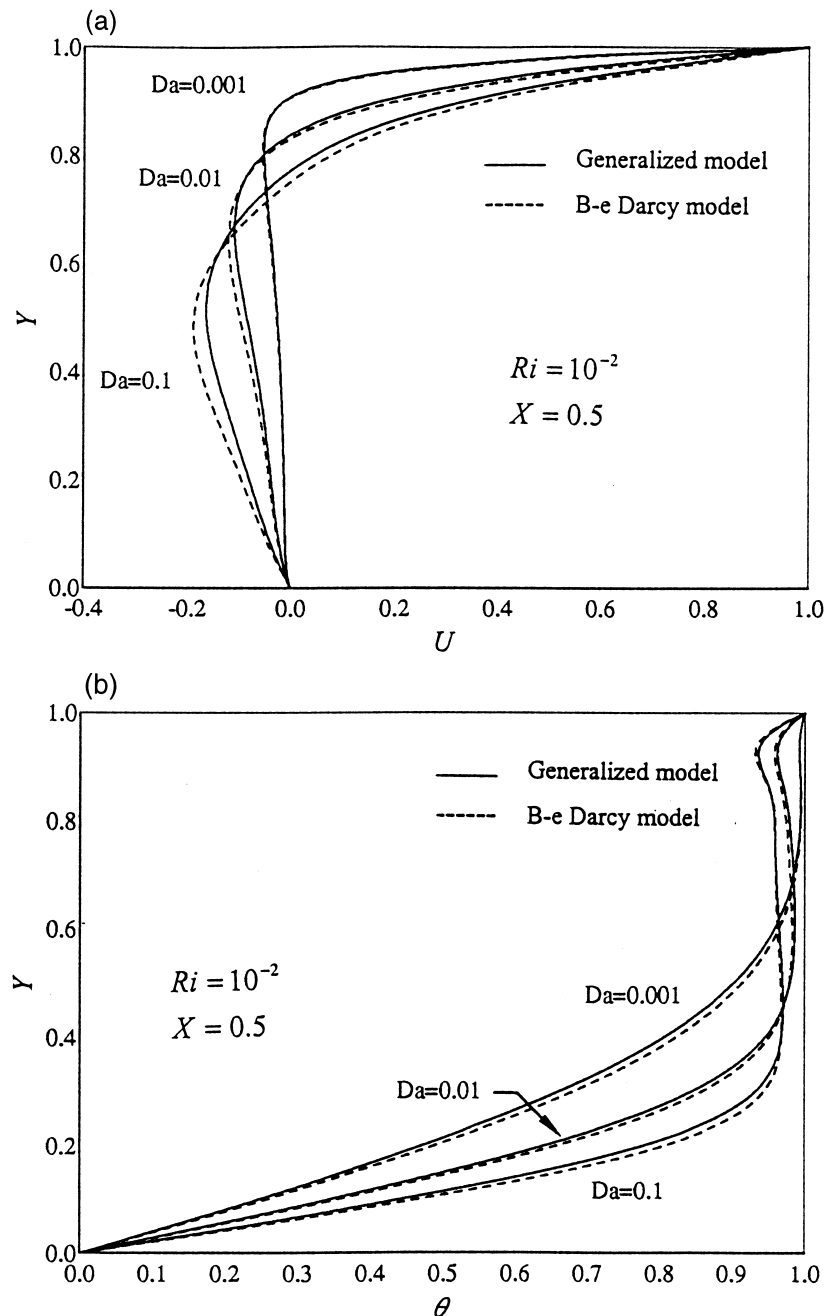 (a)
1.0
Da=0.001
0.8
Generalized model
Da=0.01
B-e Darcy model
0.6
Y
0.4
Da=0.1
Ri = 10⁻²
X = 0.5
0.2
0.0
-0.4 -0.2 0.0 0.2 0.4 0.6 0.8 1.0
U
(b)
1.0
Generalized model
B-e Darcy model
0.8
0.6
Y
Ri = 10⁻²
Da=0.001
X = 0.5
0.4
Da=0.01
0.2
Da=0.1
0.0
0.0 0.1 0.2 0.3 0.4 0.5 0.6 0.7 0.8 0.9 1.0
θ